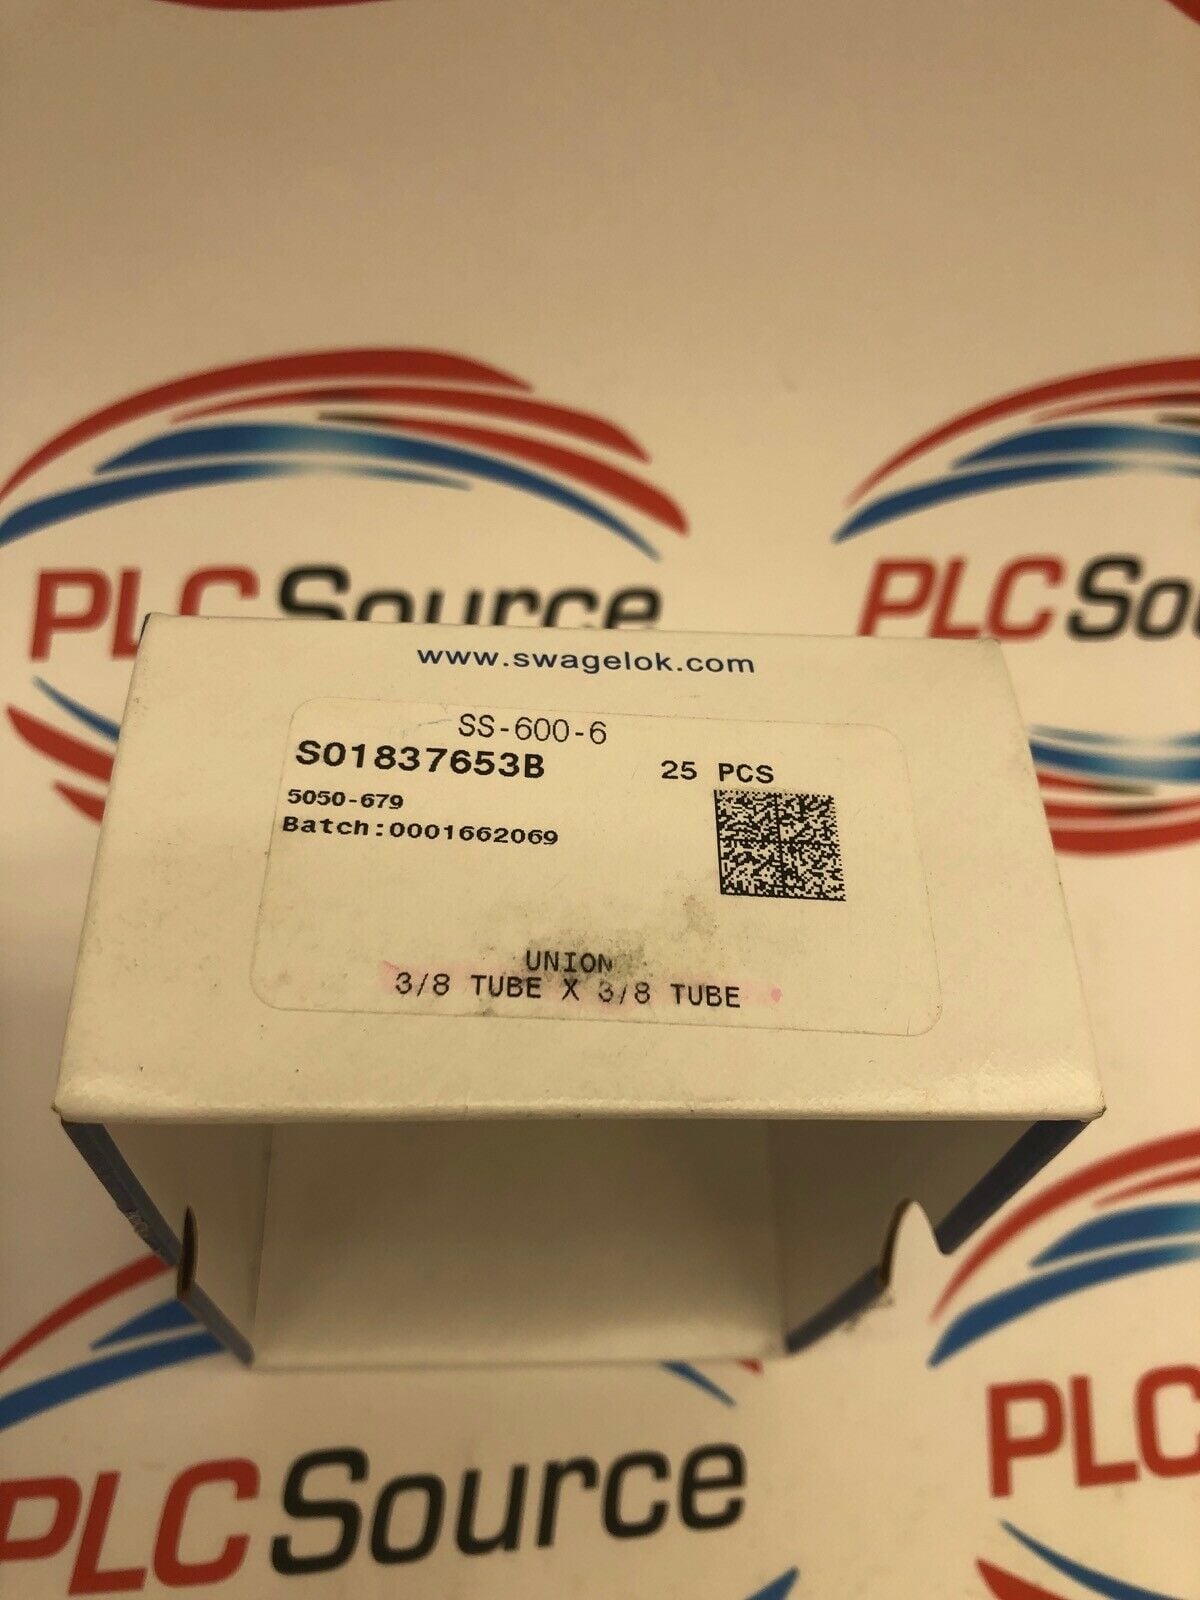 PLC Source
PLC Sou
www.swagelok.com
SS-600-6
S01837653B
25 PCS
5050-679
Batch:0001662069
UNION
3/8 TUBE X 3/8 TUBE
PLC Source
PLC